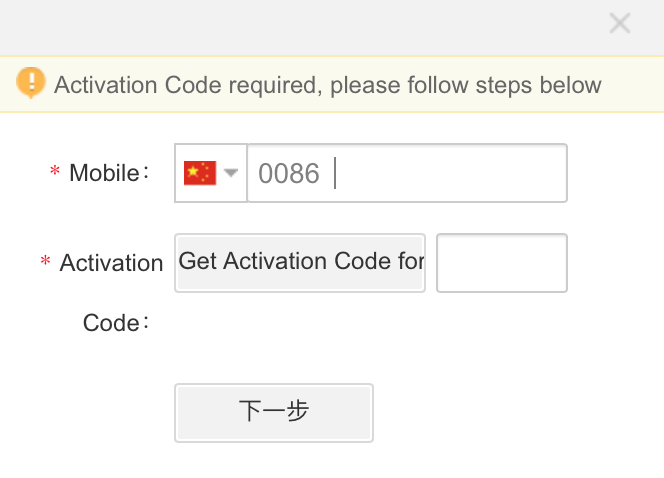 Activation Code required, please follow steps below
* Mobile： 0086
* Activation Code： Get Activation Code for
下一步